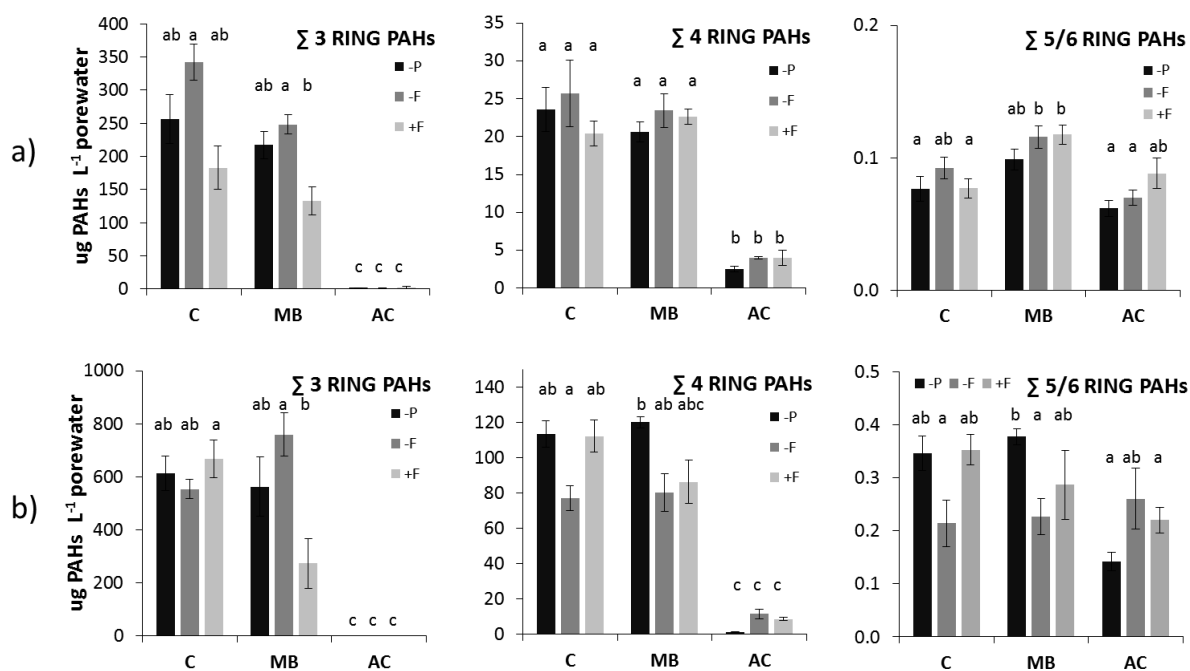 a)
ug PAHs L-1 porewater
400
350
300
250
200
150
100
50
0
ab a ab
ab a b
c c c
∑ 3 RING PAHs
-P
-F
+F
C MB AC
35
30
25
20
15
10
5
0
a a a
a a a
b b b
∑ 4 RING PAHs
-P
-F
+F
C MB AC
0.2
0.1
0.0
a ab a
ab b b
a a ab
∑ 5/6 RING PAHs
-P
-F
+F
C MB AC
b)
ug PAHs L-1 porewater
1000
800
600
400
200
0
ab ab a
ab a b
c c c
∑ 3 RING PAHs
-P
-F
+F
C MB AC
140
120
100
80
60
40
20
0
ab a ab
b ab abc
c c c
∑ 4 RING PAHs
-P
-F
+F
C MB AC
0.5
0.4
0.3
0.2
0.1
0.0
∑ 5/6 RING PAHs
-P -F +F
ab a ab
b a ab
a ab a
C MB AC